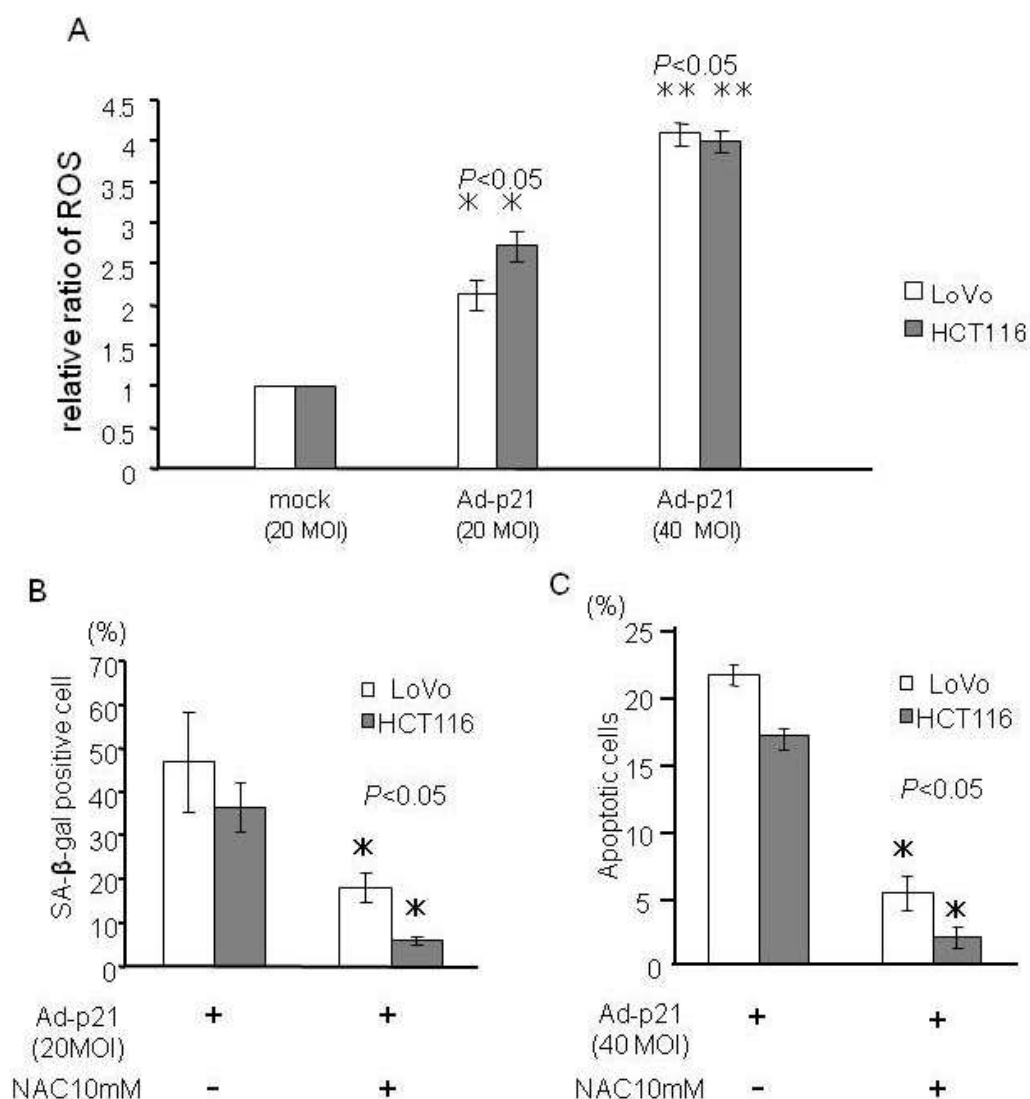 A
P<0.05
** **
relative ratio of ROS
4.5
4
3.5
3
2.5
2
1.5
1
0.5
0
P<0.05
* *
LoVo
HCT116
mock
(20 MOI)
Ad-p21
(20 MOI)
Ad-p21
(40 MOI)
B
(%)
SA-β-gal positive cell
70
60
50
40
30
20
10
0
LoVo
HCT116
P<0.05
*
*
Ad-p21
(20MOI)
+ +
NAC10mM - +
C
(%)
Apoptotic cells
25
20
15
10
5
0
LoVo
HCT116
P<0.05
*
*
Ad-p21
(40 MOI)
+ +
NAC10mM - +